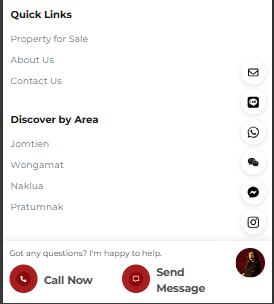 Quick Links
Property for Sale
About Us
Contact Us
Discover by Area
Jomtien
Wongamat
Naklua
Pratumnak
Got any questions? I'm happy to help.
Call Now
Send
Message